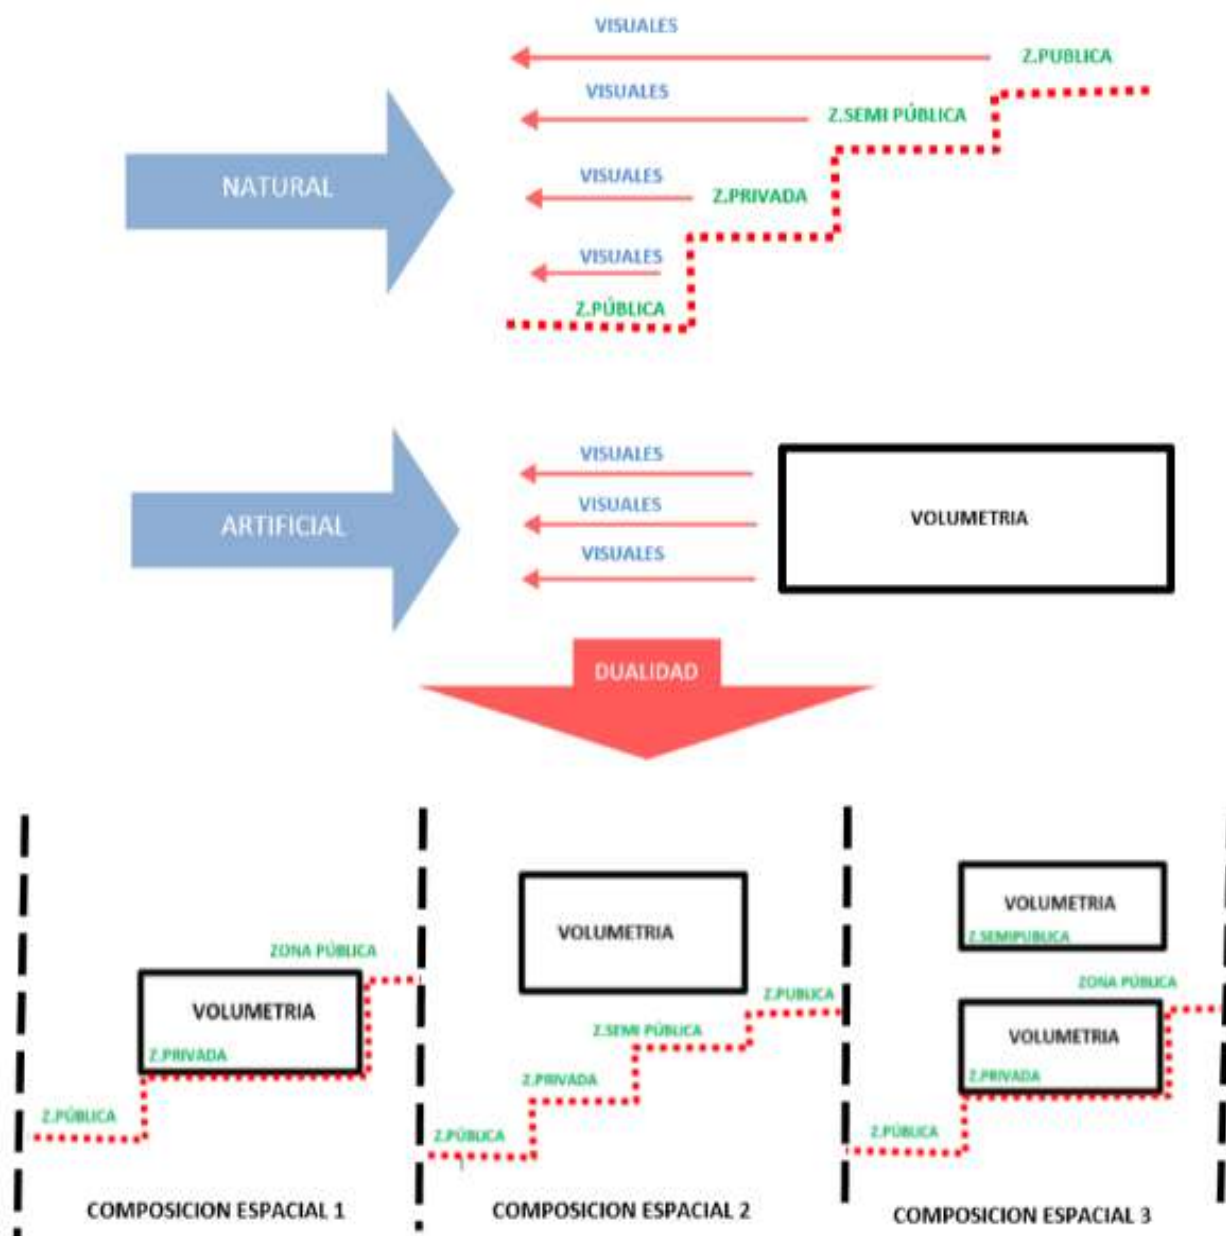 VISUALES
Z.PUBLICA
VISUALES
Z.SEMI PÚBLICA
NATURAL
VISUALES
Z.PRIVADA
VISUALES
Z.PÚBLICA
VISUALES
ARTIFICIAL
VISUALES
VOLUMETRIA
VISUALES
DUALIDAD
ZONA PÚBLICA
VOLUMETRIA
Z.PRIVADA
Z.PÚBLICA
COMPOSICION ESPACIAL 1
VOLUMETRIA
Z.PUBLICA
Z.SEMI PÚBLICA
Z.PRIVADA
Z.PÚBLICA
COMPOSICION ESPACIAL 2
VOLUMETRIA
Z.SEMIPUBLICA
ZONA PÚBLICA
VOLUMETRIA
Z.PRIVADA
Z.PÚBLICA
COMPOSICION ESPACIAL 3